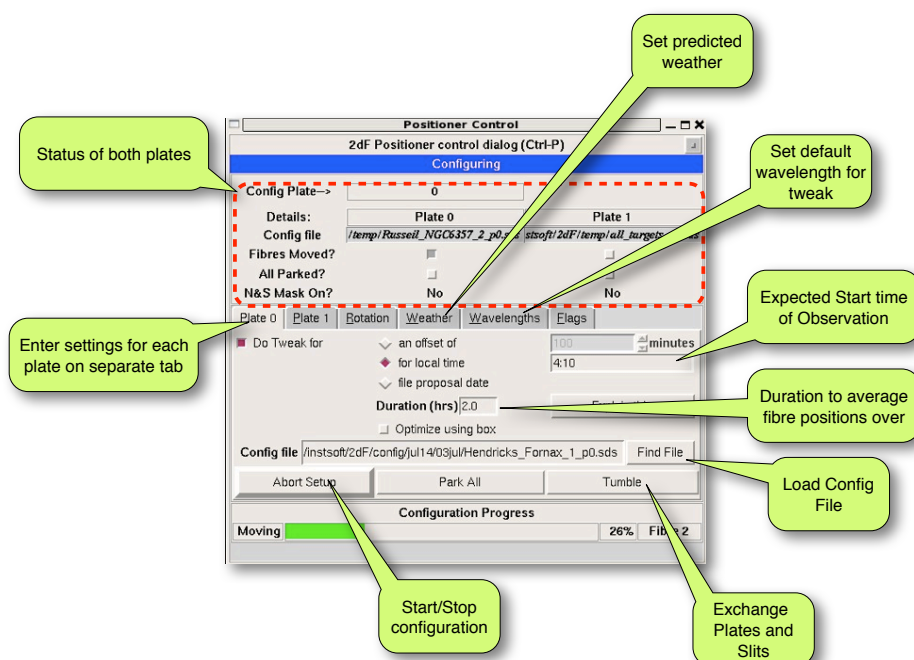 Set predicted
weather
Positioner Control
2dF Positioner control dialog (Ctrl-P)
Configuring
Status of both plates
Set default
wavelength for
tweak
Config Plate-->
0
Details:
Plate 0
Plate 1
Config file
/temp/Russeil_NGC6357_2_p0.sds
stsoft/2dF/temp/all_targets
Fibres Moved?
All Parked?
N&S Mask On?
No
No
Plate 0
Plate 1
Rotation
Weather
Wavelengths
Flags
Expected Start time
of Observation
Enter settings for each
plate on separate tab
Do Tweak for
an offset of
100
minutes
for local time
4:10
file proposal date
Duration (hrs)
2.0
Duration to average
fibre positions over
Optimize using box
Config file
/instsoft/2dF/config/jul14/03jul/Hendricks_Fornax_1_p0.sds
Find File
Abort Setup
Park All
Tumble
Load Config
File
Configuration Progress
Moving
26%
Fibre 2
Start/Stop
configuration
Exchange
Plates and
Slits